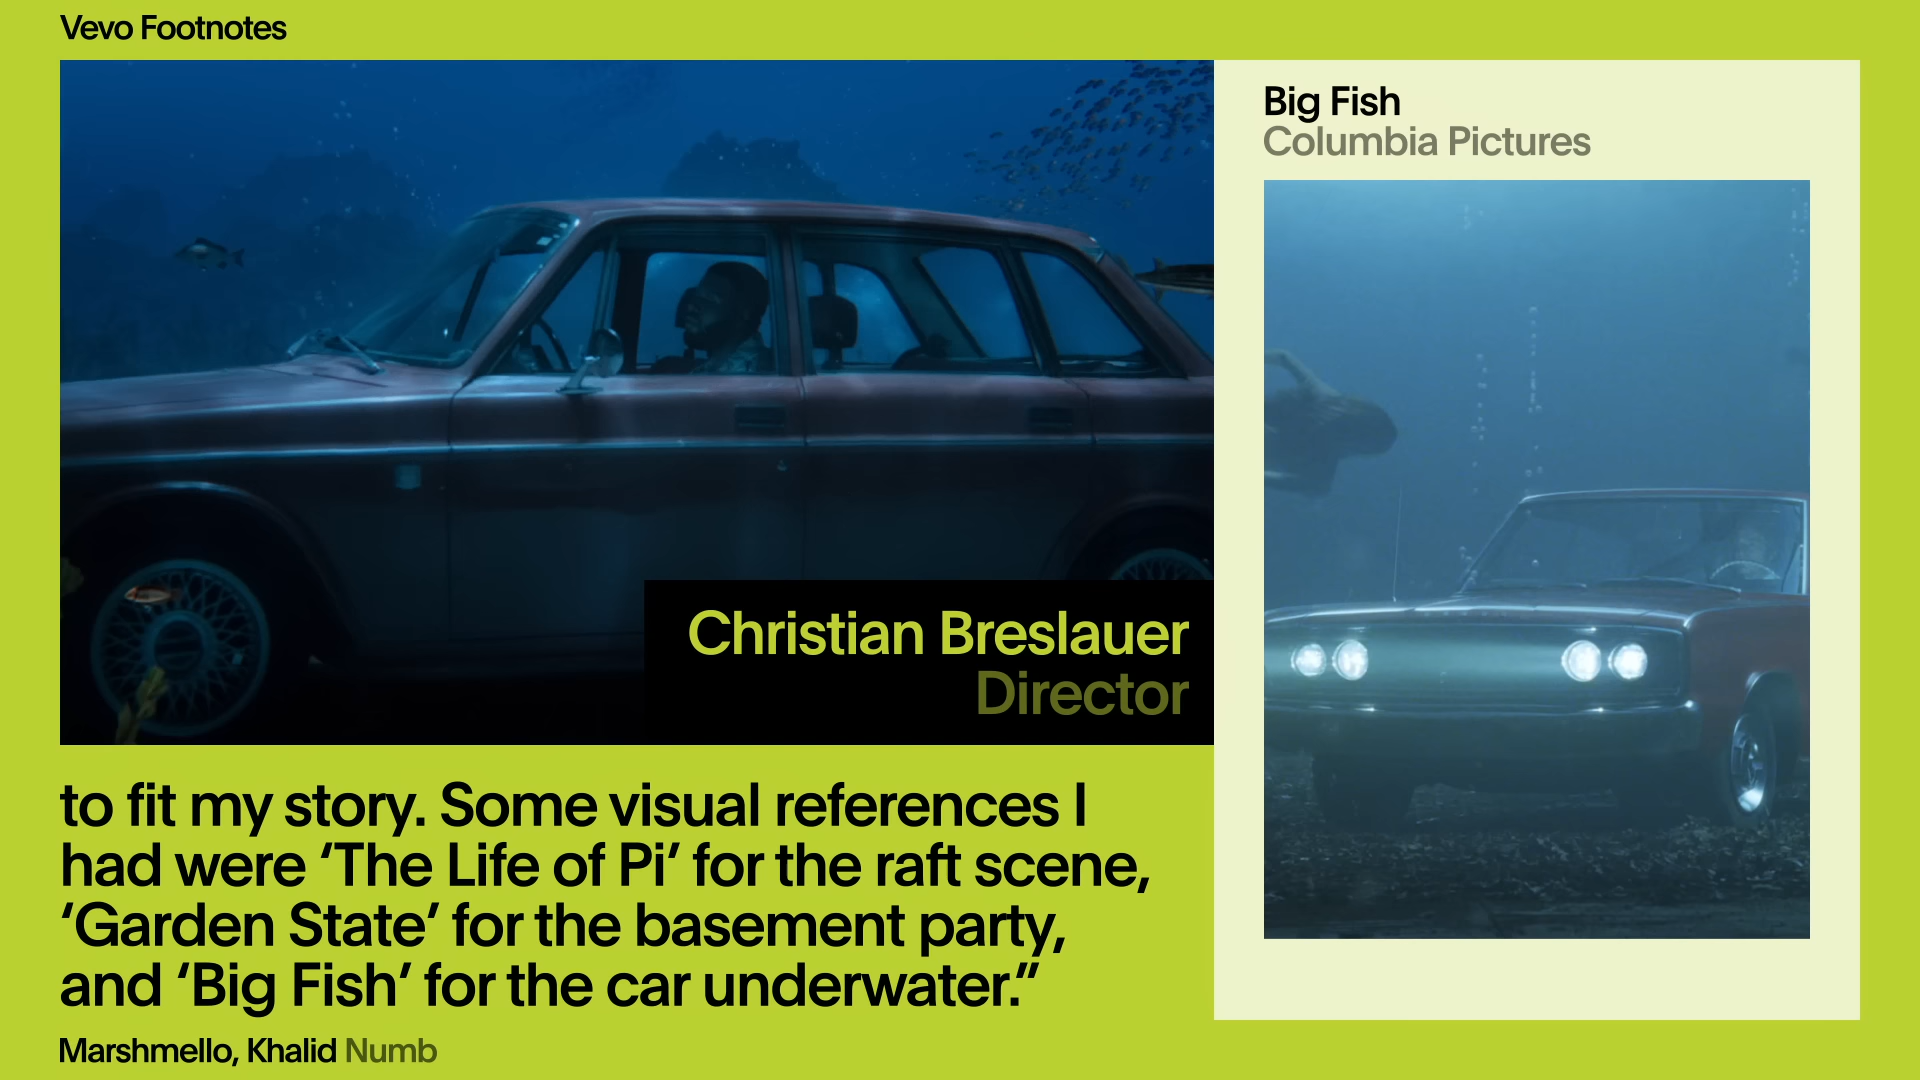 Vevo Footnotes
Big Fish
Columbia Pictures
Christian Breslauer
Director
to fit my story. Some visual references I
had were ‘The Life of Pi’ for the raft scene,
‘Garden State’ for the basement party,
and ‘Big Fish’ for the car underwater.”
Marshmello, Khalid Numb